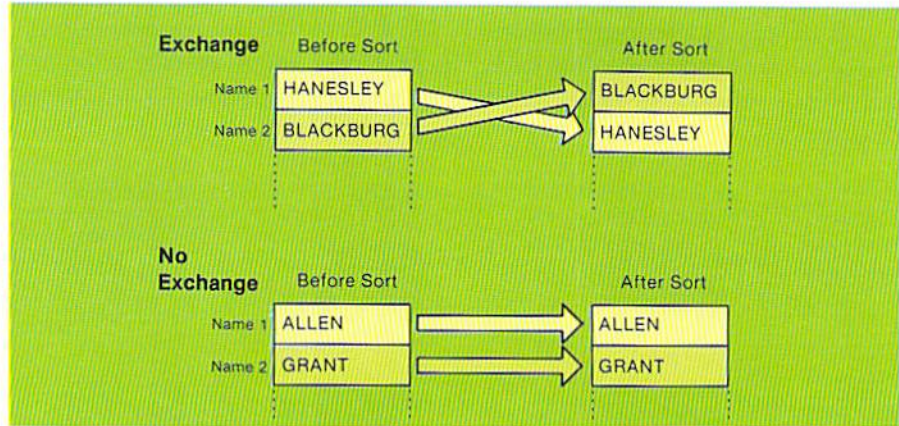 Exchange Before Sort After Sort
Name 1 HANESLEY BLACKBURG
Name 2 BLACKBURG HANESLEY
No
Exchange Before Sort After Sort
Name 1 ALLEN ALLEN
Name 2 GRANT GRANT